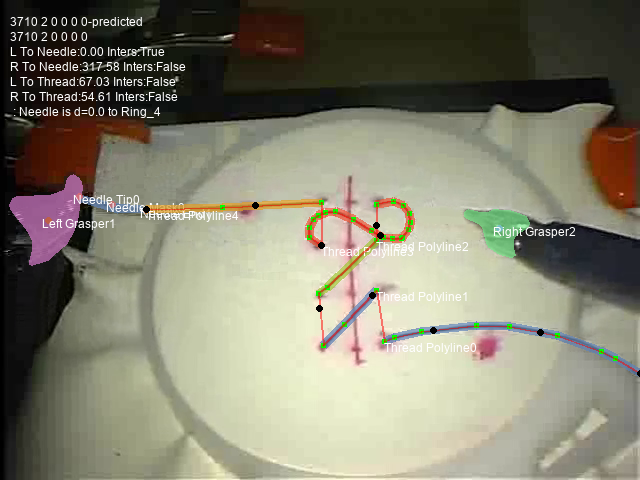 3710 2 0 0 0 0-predicted
3710 2 0 0 0 0
L To Needle:0.00 Inters:True
R To Needle:317.58 Inters:False
L To Thread:67.03 Inters:False
R To Thread:54.61 Inters:False
: Needle is d=0.0 to Ring_4
Needle Tip0
Needle Mask0
Thread Polyline4
Left Grasper1
Right Grasper2
Thread Polyline2
Thread Polyline3
Thread Polyline1
Thread Polyline0